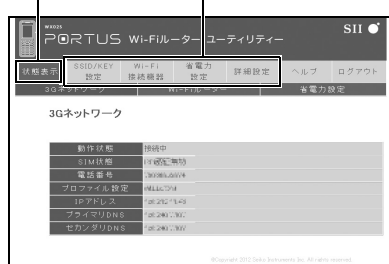 WX02S
PORTUS Wi-Fiルーター ユーティリティー
SII
状態表示 SSID/KEY設定 Wi-Fi接続機器 省電力設定 詳細設定 ヘルプ ログアウト
3Gネットワーク Wi-Fiルーター 省電力設定
3Gネットワーク
動作状態 接続中
SIM状態
電話番号
プロファイル設定
IPアドレス
プライマリDNS
セカンダリDNS
©Copyright 2012 Seiko Instruments Inc. All rights reserved.